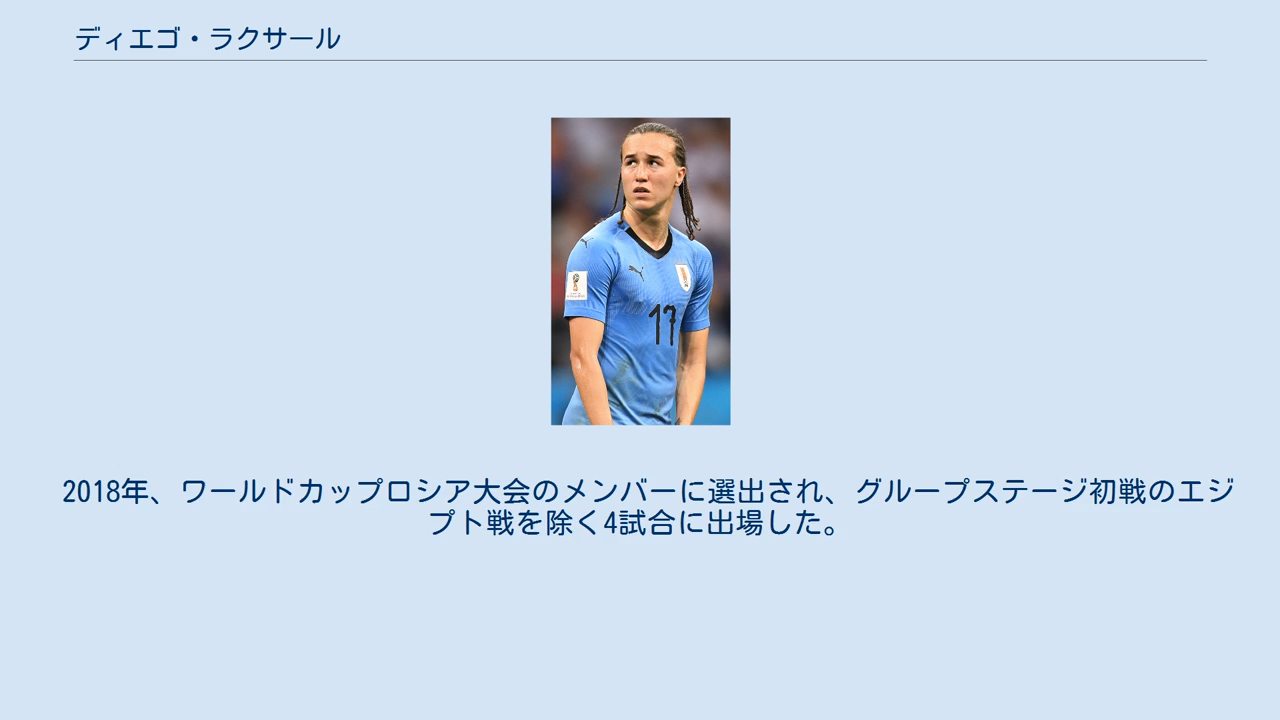 ディエゴ・ラクサール
17
2018年、ワールドカップロシア大会のメンバーに選出され、グループステージ初戦のエジ
プト戦を除く4試合に出場した。